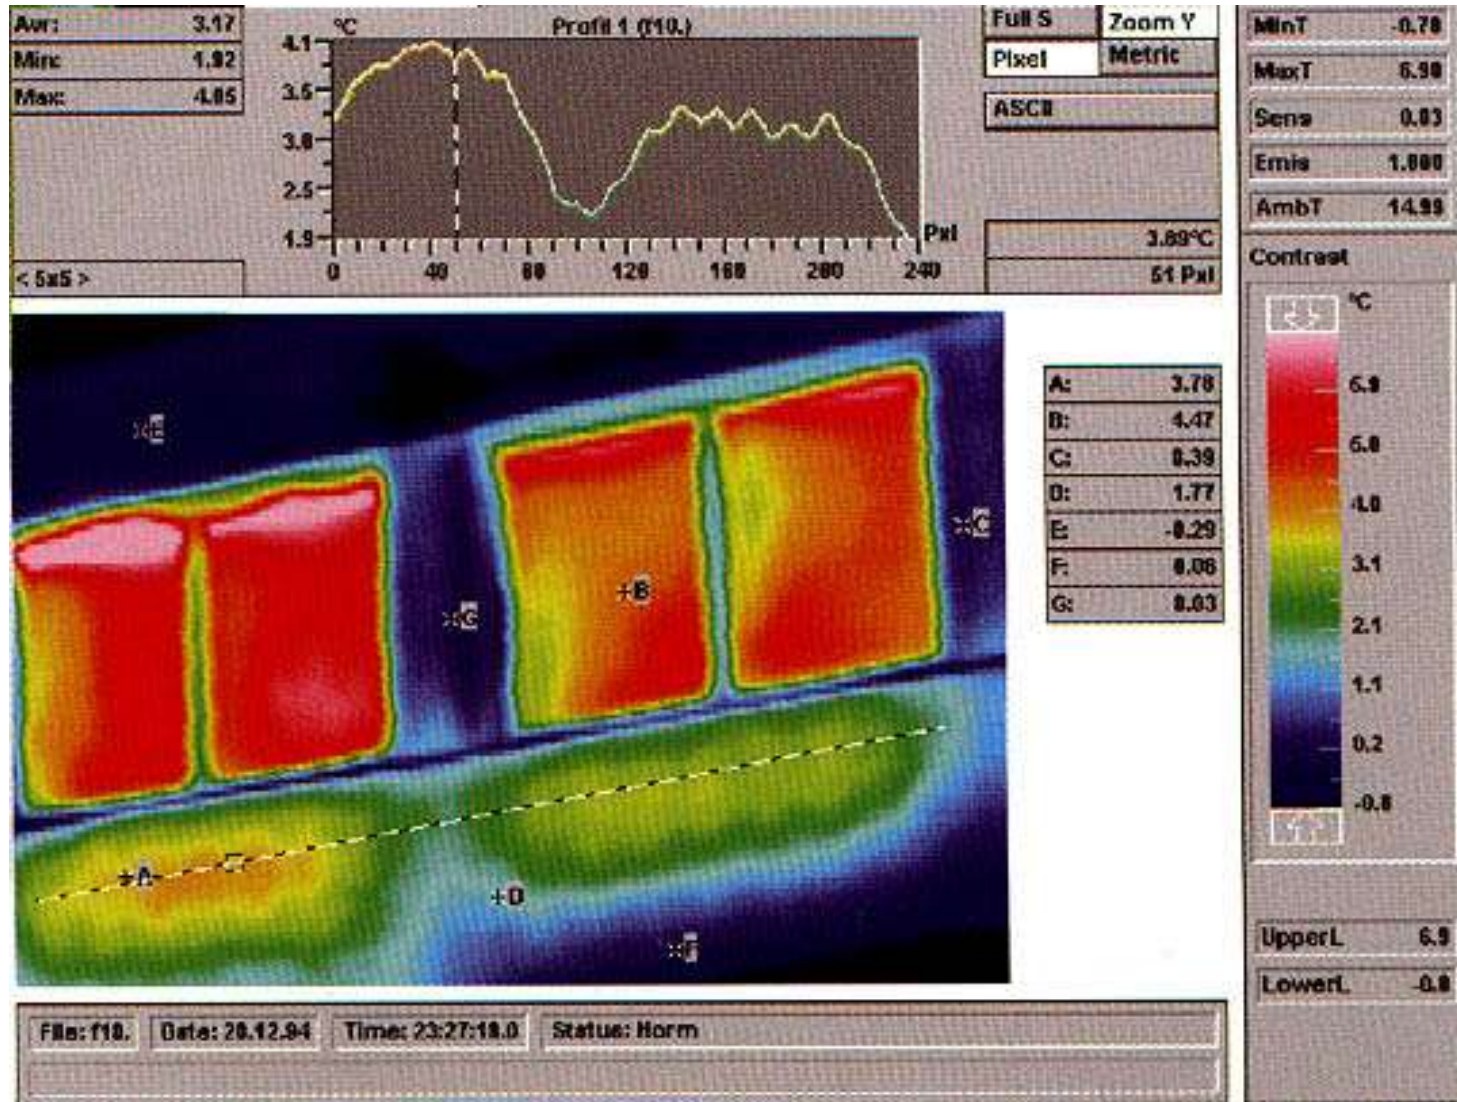 Avr: 3.17
Min: 1.92
Max: 4.05
< 5x5 >
°C
Profil 1 (f10.)
4.1
3.5
3.0
2.5
1.9
0 40 80 120 160 200 240
Pxl
Full S Zoom Y
Pixel Metric
ASCII
3.89°C
51 Pxl
MinT -0.78
MaxT 6.90
Sens 0.03
Emis 1.000
AmbT 14.99
Contrast
°C
6.0
3.1
2.1
1.1
0.2
-0.8
A: 3.78
B: 4.47
C: 0.39
D: 1.77
E: -0.29
F: 0.06
G: 0.03
E
C
B
G
A
D
F
UpperL 6.9
LowerL -0.8
File: f10. Date: 20.12.94 Time: 23:27:18.0 Status: Norm